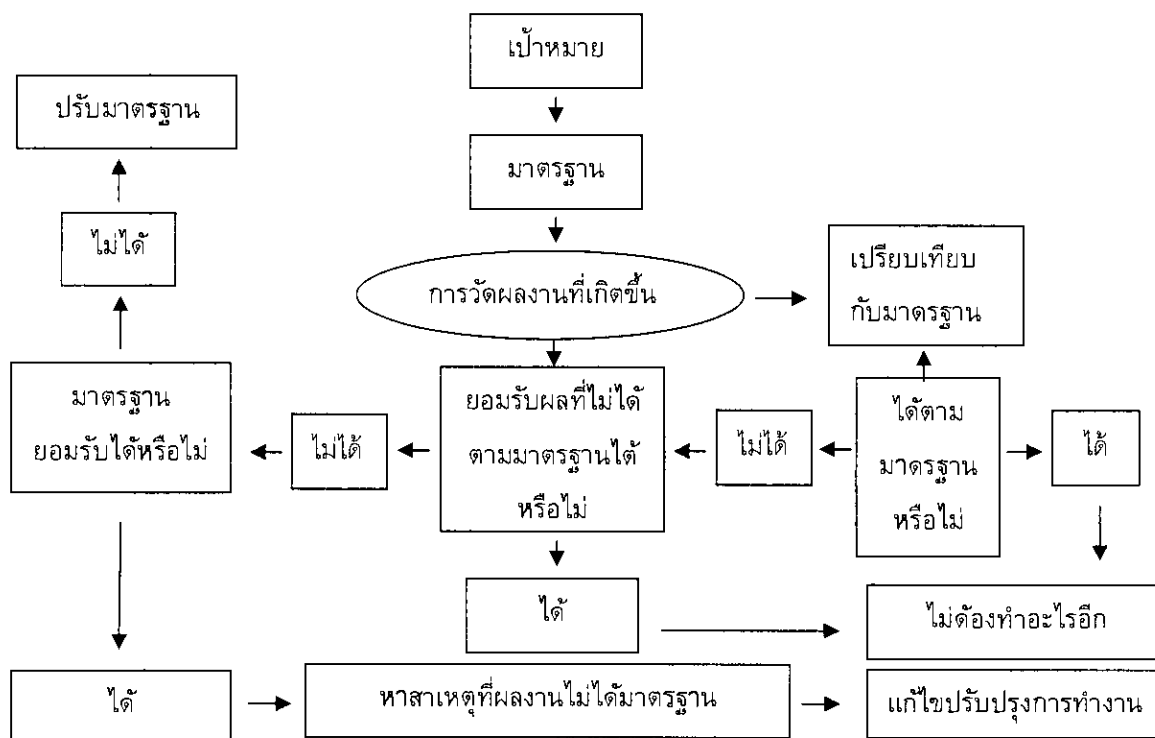 เป้าหมาย
ปรับมาตรฐาน
มาตรฐาน
ไม่ได้
การวัดผลงานที่เกิดขึ้น
เปรียบเทียบ
กับมาตรฐาน
มาตรฐาน
ยอมรับได้หรือไม่
ไม่ได้
ยอมรับผลที่ไม่ได้
ตามมาตรฐานได้
หรือไม่
ไม่ได้
ได้ตาม
มาตรฐาน
หรือไม่
ได้
ได้
ไม่ต้องทำอะไรอีก
ได้
หาสาเหตุที่ผลงานไม่ได้มาตรฐาน
แก้ไขปรับปรุงการทำงาน